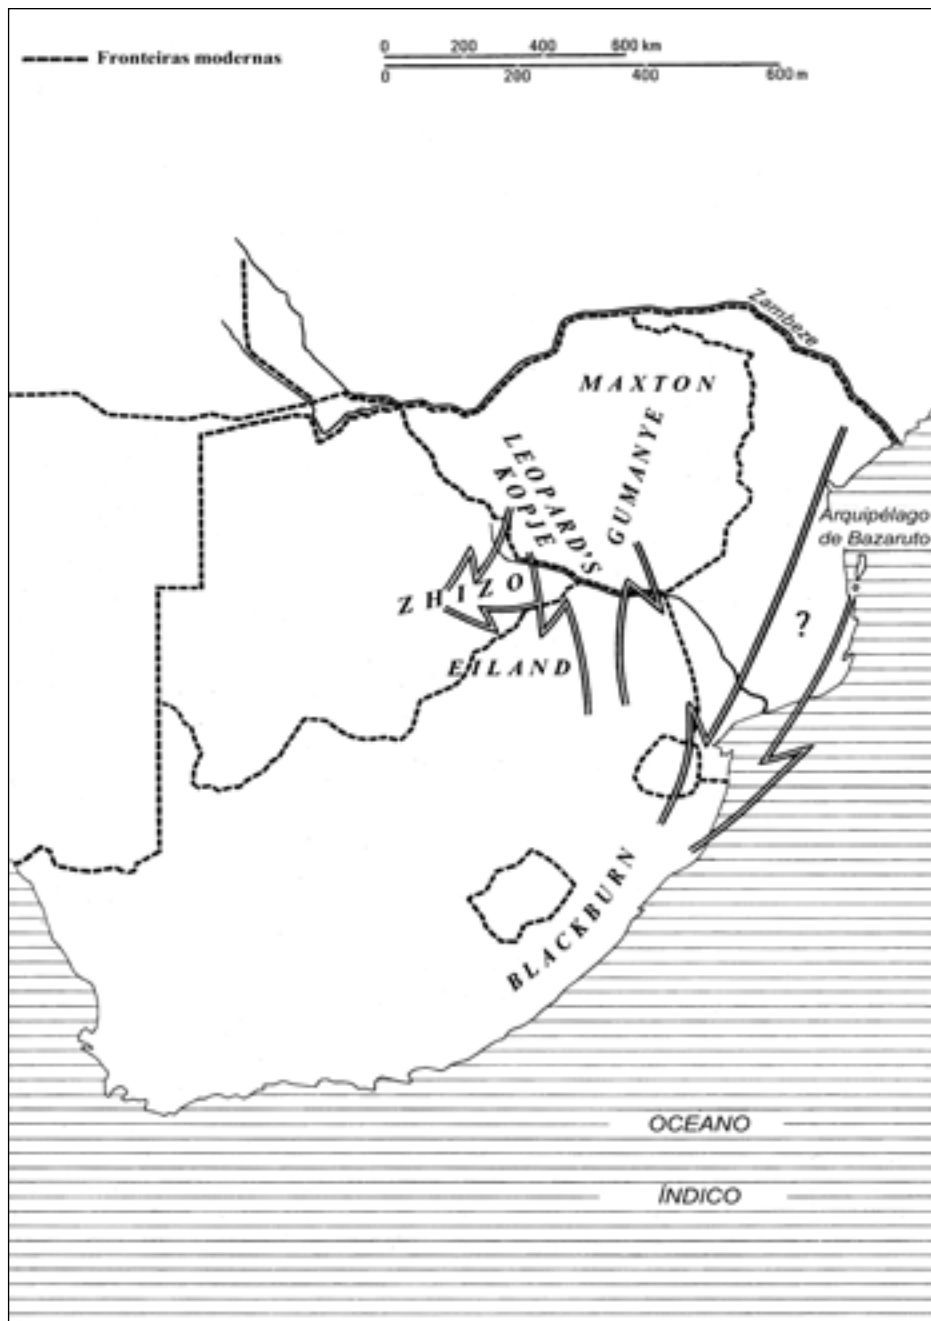 Fronteiras modernas
0 200 400 600 km
0 200 400 600 m
Zambeze
MAXTON
LEOPARD'S
KOPJE
GUMANYE
Arquipélago
de Bazaruto
ZHIZO
?
EILAND
BLACKBURN
OCEANO
ÍNDICO